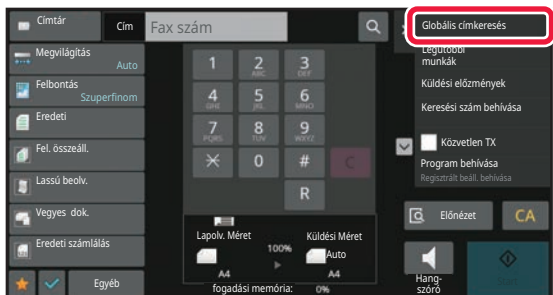 Címtár
Cím
Fax szám
Globális címkeresés
Megvilágítás
Auto
Legutóbbi
munkák
Felbontás
Szuperfinom
Küldési előzmények
Eredeti
Keresési szám behívása
Fel. összeáll.
Közvetlen TX
Lassú beolv.
Program behívása
Regisztrált beáll. behívása
Vegyes dok.
Előnézet
CA
Eredeti számlálás
Egyéb
1
2
ABC
3
DEF
4
GHI
5
JKL
6
MNO
7
PQRS
8
TUV
9
WXYZ
0
#
C
R
Lapolv. Méret
100%
Küldési Méret
Auto
A4
A4
fogadási memória:
0%
Hang-
szóró
Start